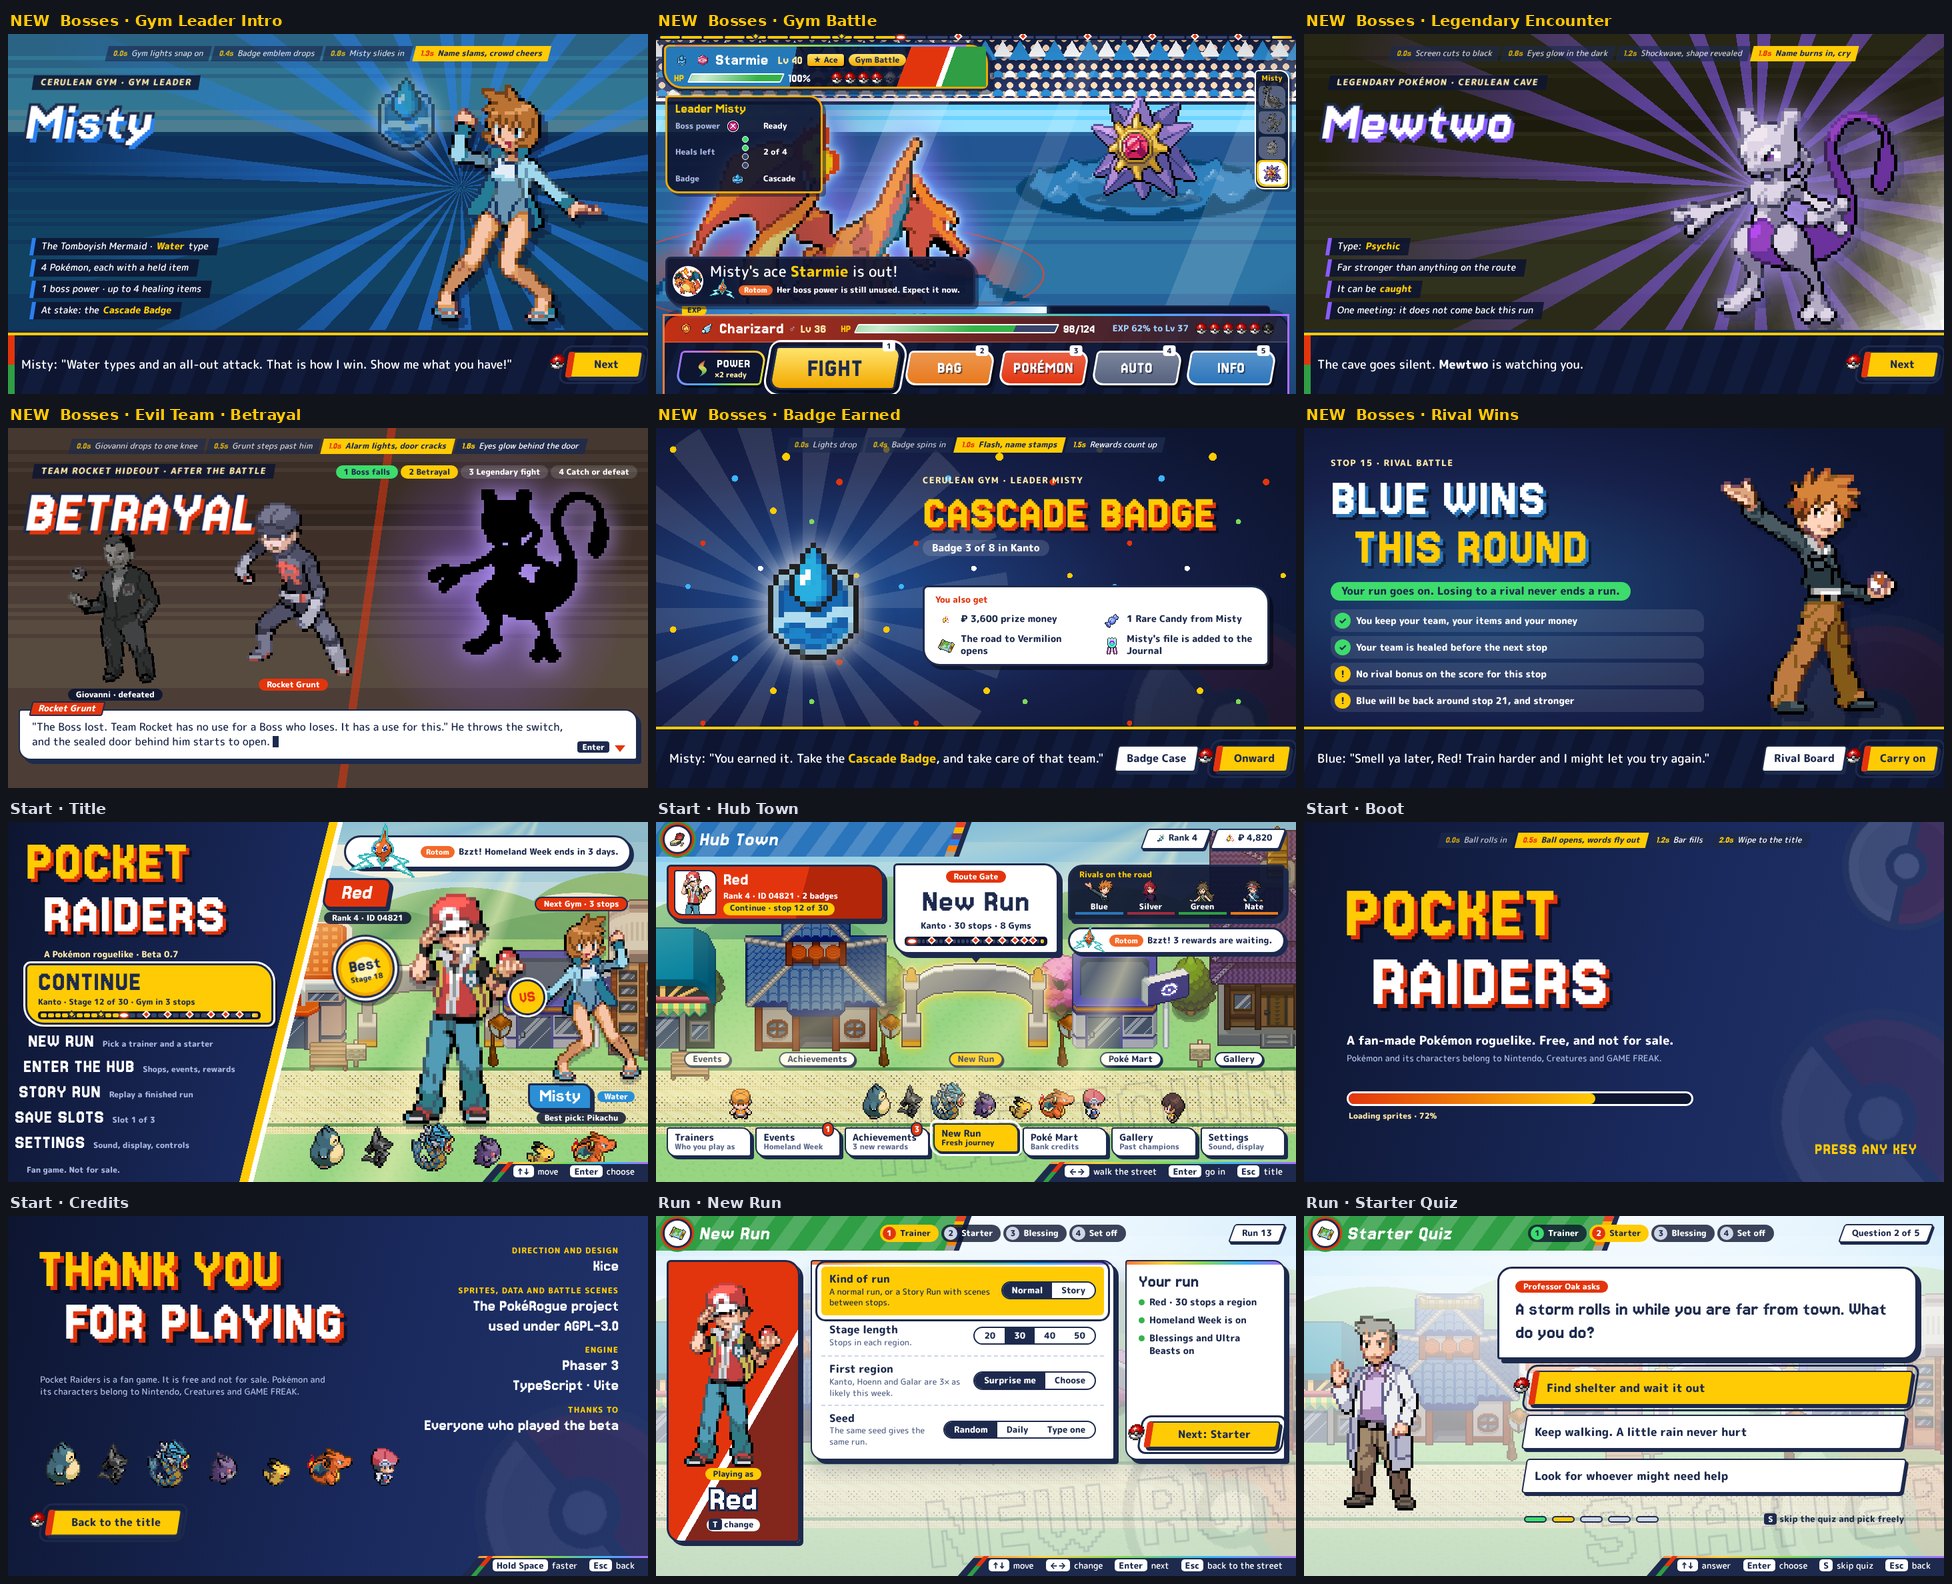 NEW Bosses · Gym Leader Intro
0.0s Gym lights snap on
0.4s Badge emblem drops
0.8s Misty slides in
1.3s Name slams, crowd cheers
CERULEAN GYM · GYM LEADER
Misty
The Tomboyish Mermaid · Water type
4 Pokémon, each with a held item
1 boss power · up to 4 healing items
At stake: the Cascade Badge
Misty: "Water types and an all-out attack. That is how I win. Show me what you have!"
Next
NEW Bosses · Gym Battle
Starmie Lv 40 ★ Ace Gym Battle
HP 100%
Leader Misty
Boss power Ready
Heals left 2 of 4
Badge Cascade
Misty
Misty's ace Starmie is out!
Rotom Her boss power is still unused. Expect it now.
EXP
Charizard ♂ Lv 36 HP 98/124 EXP 62% to Lv 37
POWER
×2 ready
FIGHT 1
BAG 2
POKÉMON 3
AUTO 4
INFO 5
NEW Bosses · Legendary Encounter
0.0s Screen cuts to black
0.6s Eyes glow in the dark
1.2s Shockwave, shape revealed
1.8s Name burns in, cry
LEGENDARY POKÉMON · CERULEAN CAVE
Mewtwo
Type: Psychic
Far stronger than anything on the route
It can be caught
One meeting: it does not come back this run
The cave goes silent. Mewtwo is watching you.
Next
NEW Bosses · Evil Team · Betrayal
0.0s Giovanni drops to one knee
0.5s Grunt steps past him
1.0s Alarm lights, door cracks
1.8s Eyes glow behind the door
TEAM ROCKET HIDEOUT · AFTER THE BATTLE
1 Boss falls
2 Betrayal
3 Legendary fight
4 Catch or defeat
BETRAYAL
Giovanni · defeated
Rocket Grunt
Rocket Grunt
"The Boss lost. Team Rocket has no use for a Boss who loses. It has a use for this." He throws the switch,
and the sealed door behind him starts to open.
Enter
NEW Bosses · Badge Earned
0.0s Lights drop
0.4s Badge spins in
1.0s Flash, name stamps
1.5s Rewards count up
CERULEAN GYM · LEADER MISTY
CASCADE BADGE
Badge 3 of 8 in Kanto
You also get
₽ 3,600 prize money
1 Rare Candy from Misty
The road to Vermilion
opens
Misty's file is added to the
Journal
Misty: "You earned it. Take the Cascade Badge, and take care of that team."
Badge Case
Onward
NEW Bosses · Rival Wins
STOP 15 · RIVAL BATTLE
BLUE WINS
THIS ROUND
Your run goes on. Losing to a rival never ends a run.
You keep your team, your items and your money
Your team is healed before the next stop
No rival bonus on the score for this stop
Blue will be back around stop 21, and stronger
Blue: "Smell ya later, Red! Train harder and I might let you try again."
Rival Board
Carry on
Start · Title
POCKET
RAIDERS
A Pokémon roguelike · Beta 0.7
CONTINUE
Kanto · Stage 12 of 30 · Gym in 3 stops
NEW RUN Pick a trainer and a starter
ENTER THE HUB Shops, events, rewards
STORY RUN Replay a finished run
SAVE SLOTS Slot 1 of 3
SETTINGS Sound, display, controls
Fan game. Not for sale.
Rotom Bzzt! Homeland Week ends in 3 days.
Red
Rank 4 · ID 04821
Next Gym · 3 stops
Best
Stage 18
VS
Misty Water
Best pick: Pikachu
↑↓ move Enter choose
Start · Hub Town
Hub Town
Rank 4
₽ 4,820
Red
Rank 4 · ID 04821 · 2 badges
Continue · stop 12 of 30
Route Gate
New Run
Kanto · 30 stops · 8 Gyms
Rivals on the road
Blue Silver Green Nate
Rotom Bzzt! 3 rewards are waiting.
Events
Achievements
New Run
Poké Mart
Gallery
Trainers
Who you play as
Events 1
Homeland Week
Achievements 3
3 new rewards
New Run
Fresh journey
Poké Mart
Bank credits
Gallery
Past champions
Settings
Sound, display
←→ walk the street Enter go in Esc title
Start · Boot
0.0s Ball rolls in
0.5s Ball opens, words fly out
1.2s Bar fills
2.0s Wipe to the title
POCKET
RAIDERS
A fan-made Pokémon roguelike. Free, and not for sale.
Pokémon and its characters belong to Nintendo, Creatures and GAME FREAK.
Loading sprites · 72%
PRESS ANY KEY
Start · Credits
THANK YOU
FOR PLAYING
Pocket Raiders is a fan game. It is free and not for sale. Pokémon and
its characters belong to Nintendo, Creatures and GAME FREAK.
DIRECTION AND DESIGN
Kice
SPRITES, DATA AND BATTLE SCENES
The PokéRogue project
used under AGPL-3.0
ENGINE
Phaser 3
TypeScript · Vite
THANKS TO
Everyone who played the beta
Back to the title
Hold Space faster Esc back
Run · New Run
New Run
1 Trainer
2 Starter
3 Blessing
4 Set off
Run 13
Playing as
Red
T change
Kind of run
A normal run, or a Story Run with scenes
between stops.
Normal Story
Stage length
Stops in each region.
20 30 40 50
First region
Kanto, Hoenn and Galar are 3× as
likely this week.
Surprise me Choose
Seed
The same seed gives the
same run.
Random Daily Type one
Your run
Red · 30 stops a region
Homeland Week is on
Blessings and Ultra
Beasts on
Next: Starter
NEW RUN
↑↓ move ←→ change Enter next Esc back to the street
Run · Starter Quiz
Starter Quiz
1 Trainer
2 Starter
3 Blessing
4 Set off
Question 2 of 5
Professor Oak asks
A storm rolls in while you are far from town. What
do you do?
Find shelter and wait it out
Keep walking. A little rain never hurt
Look for whoever might need help
S skip the quiz and pick freely
STARTER
↑↓ answer Enter choose S skip quiz Esc back